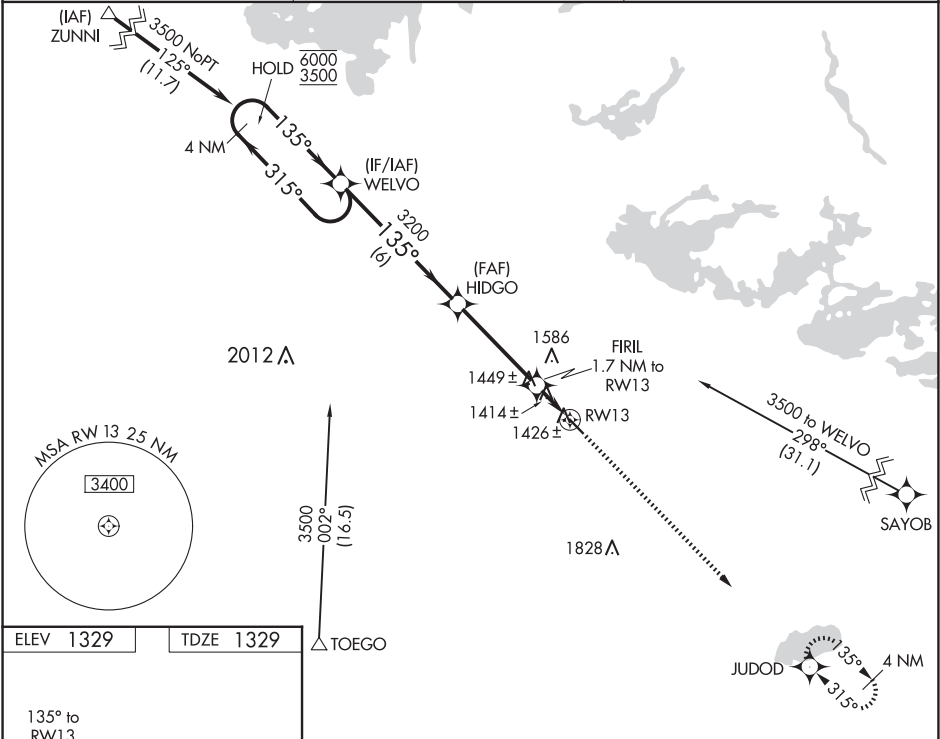 (IAF)
ZUNNI
3500 NoPT
125°
(11.7)
HOLD
6000
3500
4 NM
135°
315°
(IF/IAF)
WELVO
3200
135°
(6)
(FAF)
HIDGO
2012
1586
FIRIL
1.7 NM to
RW13
1449 ±
1414 ±
1426 ±
RW13
3500 to WELVO
298°
(31.1)
SAYOB
MSA RW 13 25 NM
3400
3500
002°
(16.5)
TOEGO
1828
JUDOD
135°
315°
4 NM
ELEV 1329
TDZE 1329
135° to
RW13